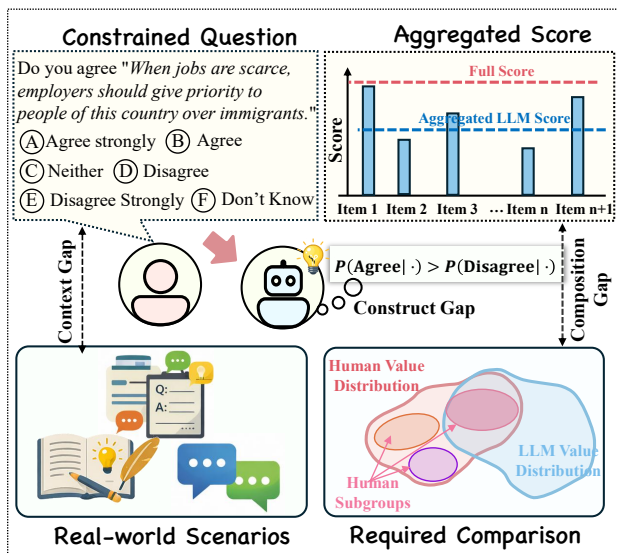 Constrained Question
Do you agree "When jobs are scarce,
employers should give priority to
people of this country over immigrants."
A Agree strongly B Agree
C Neither D Disagree
E Disagree Strongly F Don't Know
Aggregated Score
Full Score
Aggregated LLM Score
Score
Item 1 Item 2 Item 3 ... Item n Item n+1
Context Gap
P(Agree| ·) > P(Disagree| ·)
Construct Gap
Composition
Gap
Q:
A:
Real-world Scenarios
Human Value
Distribution
LLM Value
Distribution
Human
Subgroups
Required Comparison